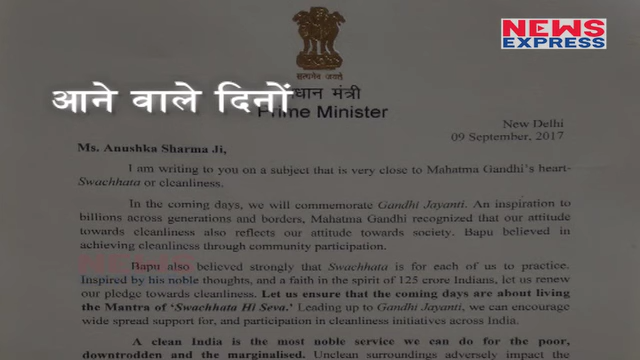 NEWS
EXPRESS
सत्यमेव जयते
आने वाले दिनों
प्रधान मंत्री
Prime Minister
New Delhi
09 September, 2017
Ms. Anushka Sharma Ji,
I am writing to you on a subject that is very close to Mahatma Gandhi's heart-
Swachhata or cleanliness.
In the coming days, we will commemorate Gandhi Jayanti. An inspiration to
billions across generations and borders, Mahatma Gandhi recognized that our attitude
towards cleanliness also reflects our attitude towards society. Bapu believed in
achieving cleanliness through community participation.
NEWS
Bapu also believed strongly that Swachhata is for each of us to practice.
Inspired by his noble thoughts, and a faith in the spirit of 125 crore Indians, let us renew
our pledge towards cleanliness. Let us ensure that the coming days are about living
the Mantra of 'Swachhata Hi Seva.' Leading up to Gandhi Jayanti, we can encourage
wide spread support for, and participation in cleanliness initiatives across India.
A clean India is the most noble service we can do for the poor,
downtrodden and the marginalised. Unclean surroundings adversely impact the